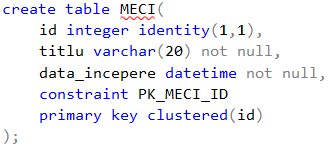 create table MECI(
    id integer identity(1,1),
    titlu varchar(20) not null,
    data_incepere datetime not null,
    constraint PK_MECI_ID
    primary key clustered(id)
);